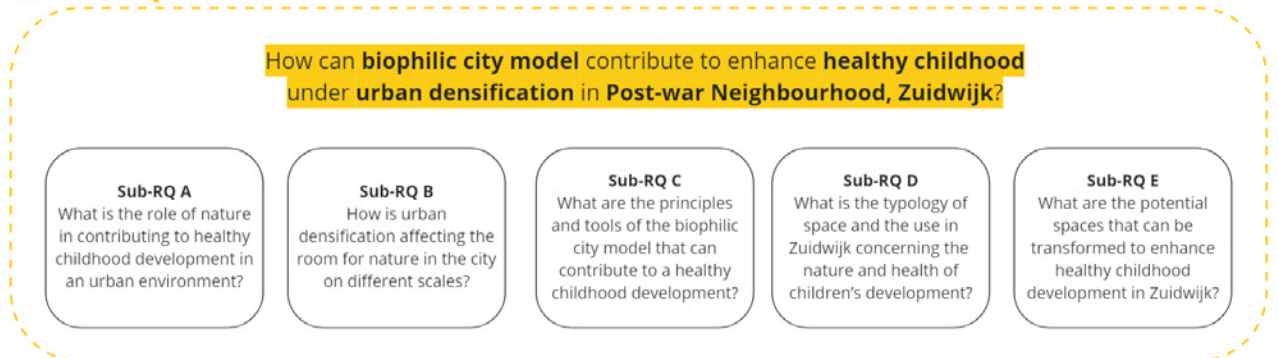 How can biophilic city model contribute to enhance healthy childhood
under urban densification in Post-war Neighbourhood, Zuidwijk?
Sub-RQ A
What is the role of nature
in contributing to healthy
childhood development in
an urban environment?
Sub-RQ B
How is urban
densification affecting the
room for nature in the city
on different scales?
Sub-RQ C
What are the principles
and tools of the biophilic
city model that can
contribute to a healthy
childhood development?
Sub-RQ D
What is the typology of
space and the use in
Zuidwijk concerning the
nature and health of
children's development?
Sub-RQ E
What are the potential
spaces that can be
transformed to enhance
healthy childhood
development in Zuidwijk?